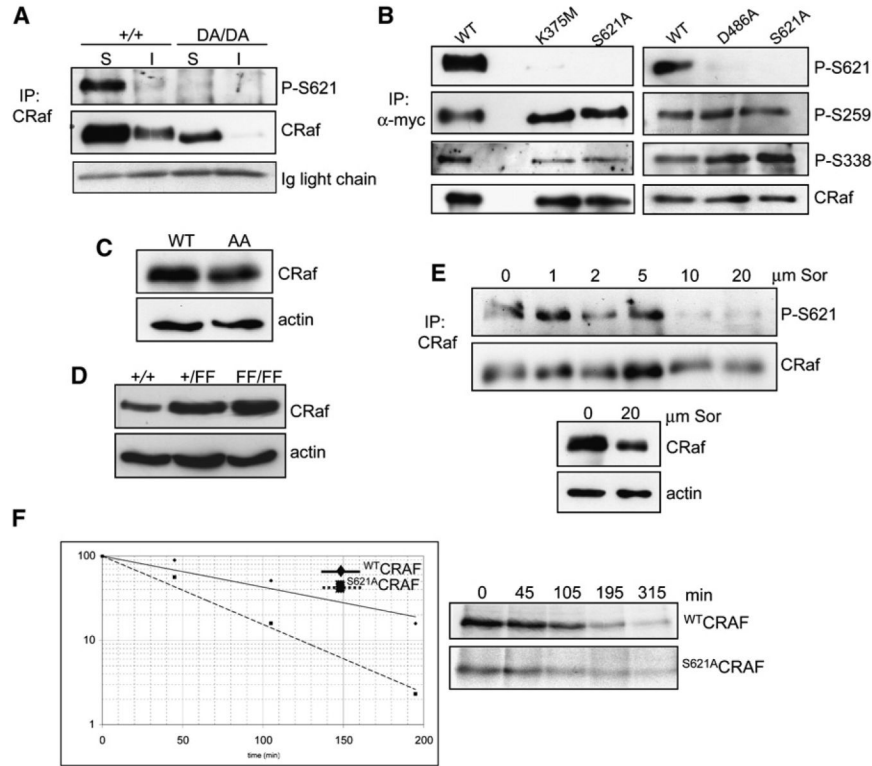 A
+/+ DA/DA
S I S I
IP:
CRaf
P-S621
CRaf
Ig light chain
B
WT K375M S621A WT D486A S621A
IP:
α-myc
P-S621
P-S259
P-S338
CRaf
C
WT AA
CRaf
actin
D
+/+ +/FF FF/FF
CRaf
actin
E
0 1 2 5 10 20 μm Sor
IP:
CRaf
P-S621
CRaf
0 20 μm Sor
CRaf
actin
F
100
10
1
0 50 100 150 200
time (min)
WTCRAF
S621ACRAF
0 45 105 195 315 min
WTCRAF
S621ACRAF